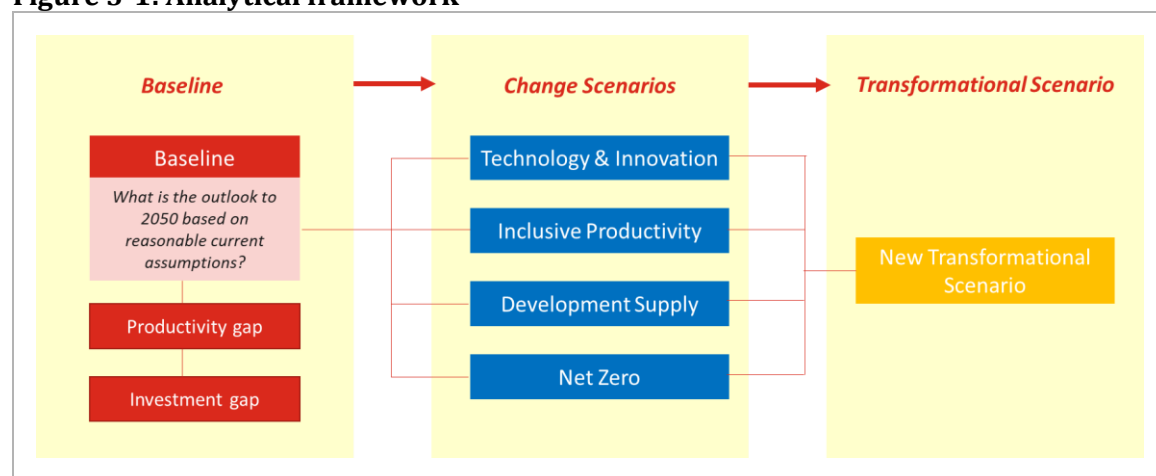 Figure 3-1: Analytical framework
Baseline
Change Scenarios
Transformational Scenario
Baseline
What is the outlook to
2050 based on
reasonable current
assumptions?
Productivity gap
Investment gap
Technology & Innovation
Inclusive Productivity
Development Supply
Net Zero
New Transformational
Scenario